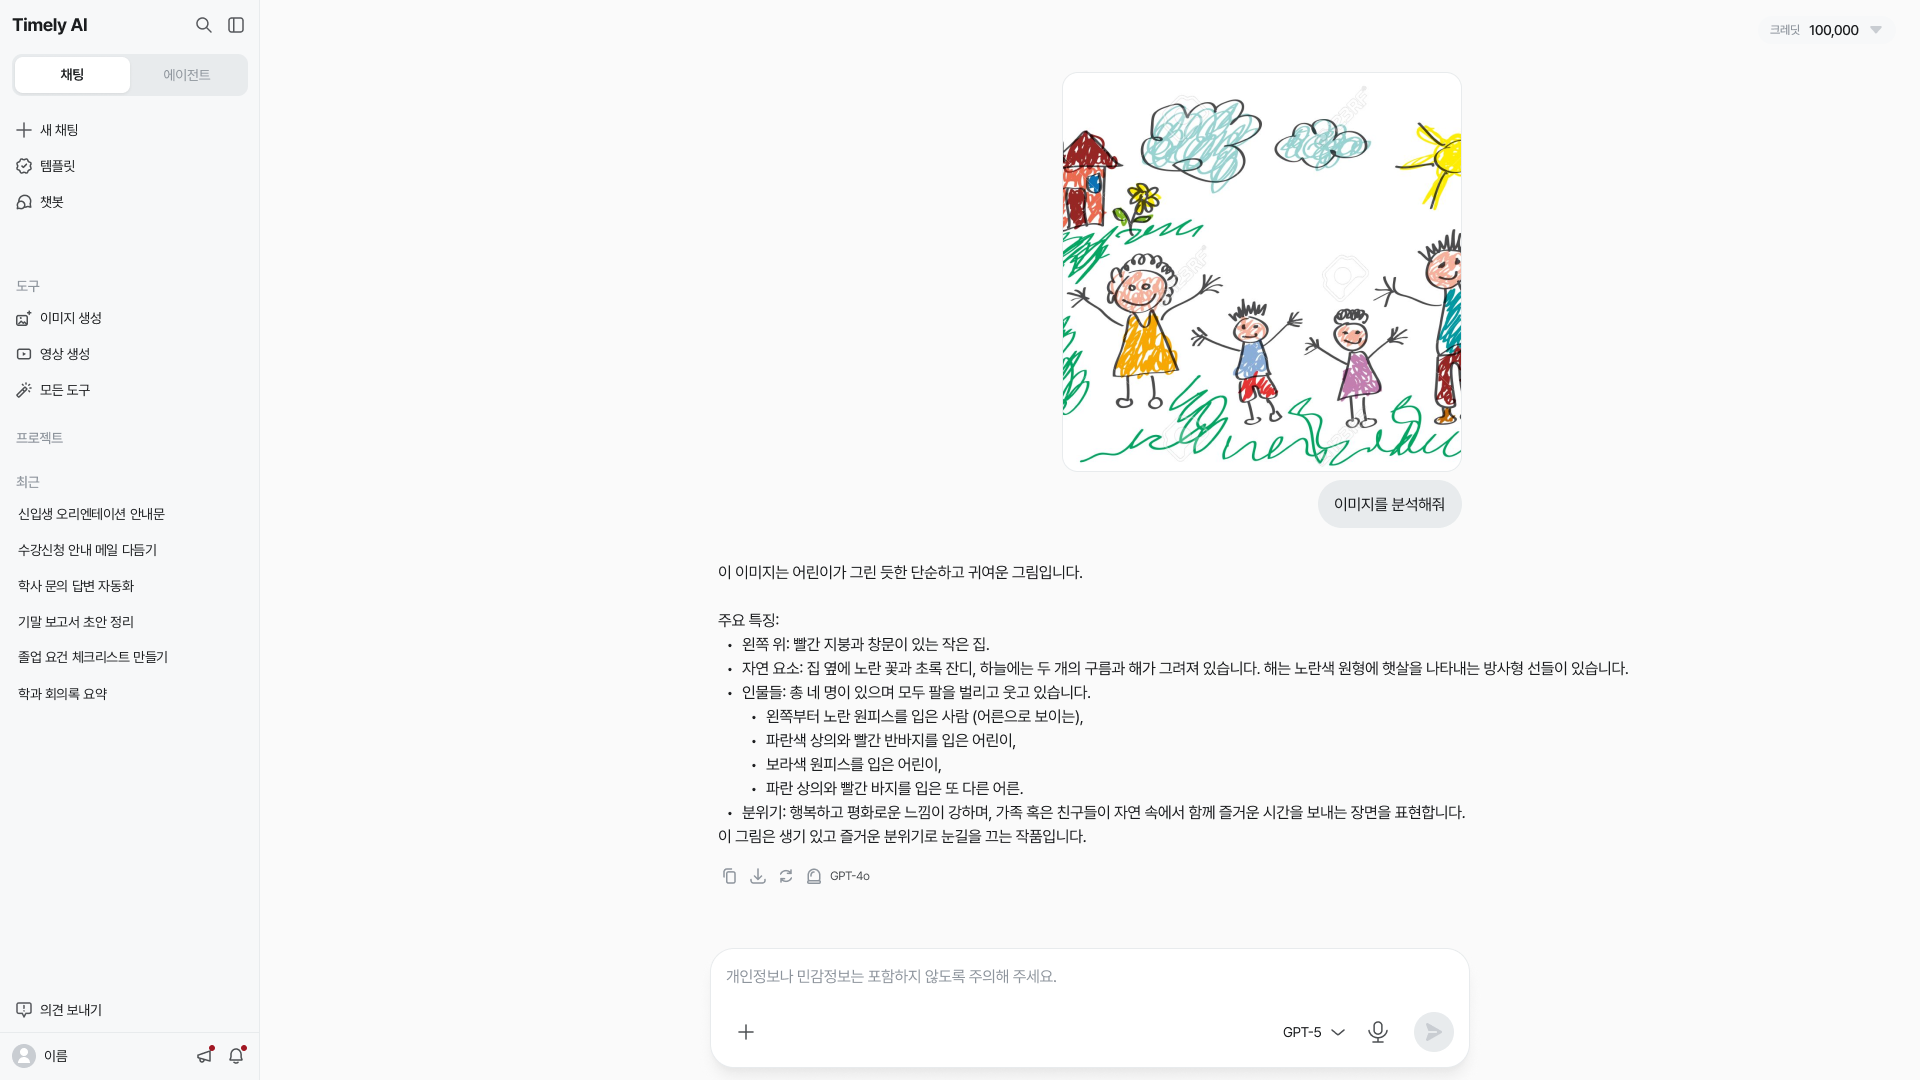 Timely AI
채팅
에이전트
새 채팅
템플릿
챗봇
도구
이미지 생성
영상 생성
모든 도구
프로젝트
최근
신입생 오리엔테이션 안내문
수강신청 안내 메일 다듬기
학사 문의 답변 자동화
기말 보고서 초안 정리
졸업 요건 체크리스트 만들기
학과 회의록 요약
의견 보내기
이름
크레딧 100,000
이미지를 분석해줘
이 이미지는 어린이가 그린 듯한 단순하고 귀여운 그림입니다.
주요 특징:
• 왼쪽 위: 빨간 지붕과 창문이 있는 작은 집.
• 자연 요소: 집 옆에 노란 꽃과 초록 잔디, 하늘에는 두 개의 구름과 해가 그려져 있습니다. 해는 노란색 원형에 햇살을 나타내는 방사형 선들이 있습니다.
• 인물들: 총 네 명이 있으며 모두 팔을 벌리고 웃고 있습니다.
• 왼쪽부터 노란 원피스를 입은 사람 (어른으로 보이는),
• 파란색 상의와 빨간 반바지를 입은 어린이,
• 보라색 원피스를 입은 어린이,
• 파란 상의와 빨간 바지를 입은 또 다른 어른.
• 분위기: 행복하고 평화로운 느낌이 강하며, 가족 혹은 친구들이 자연 속에서 함께 즐거운 시간을 보내는 장면을 표현합니다.
이 그림은 생기 있고 즐거운 분위기로 눈길을 끄는 작품입니다.
GPT-4o
개인정보나 민감정보는 포함하지 않도록 주의해 주세요.
GPT-5